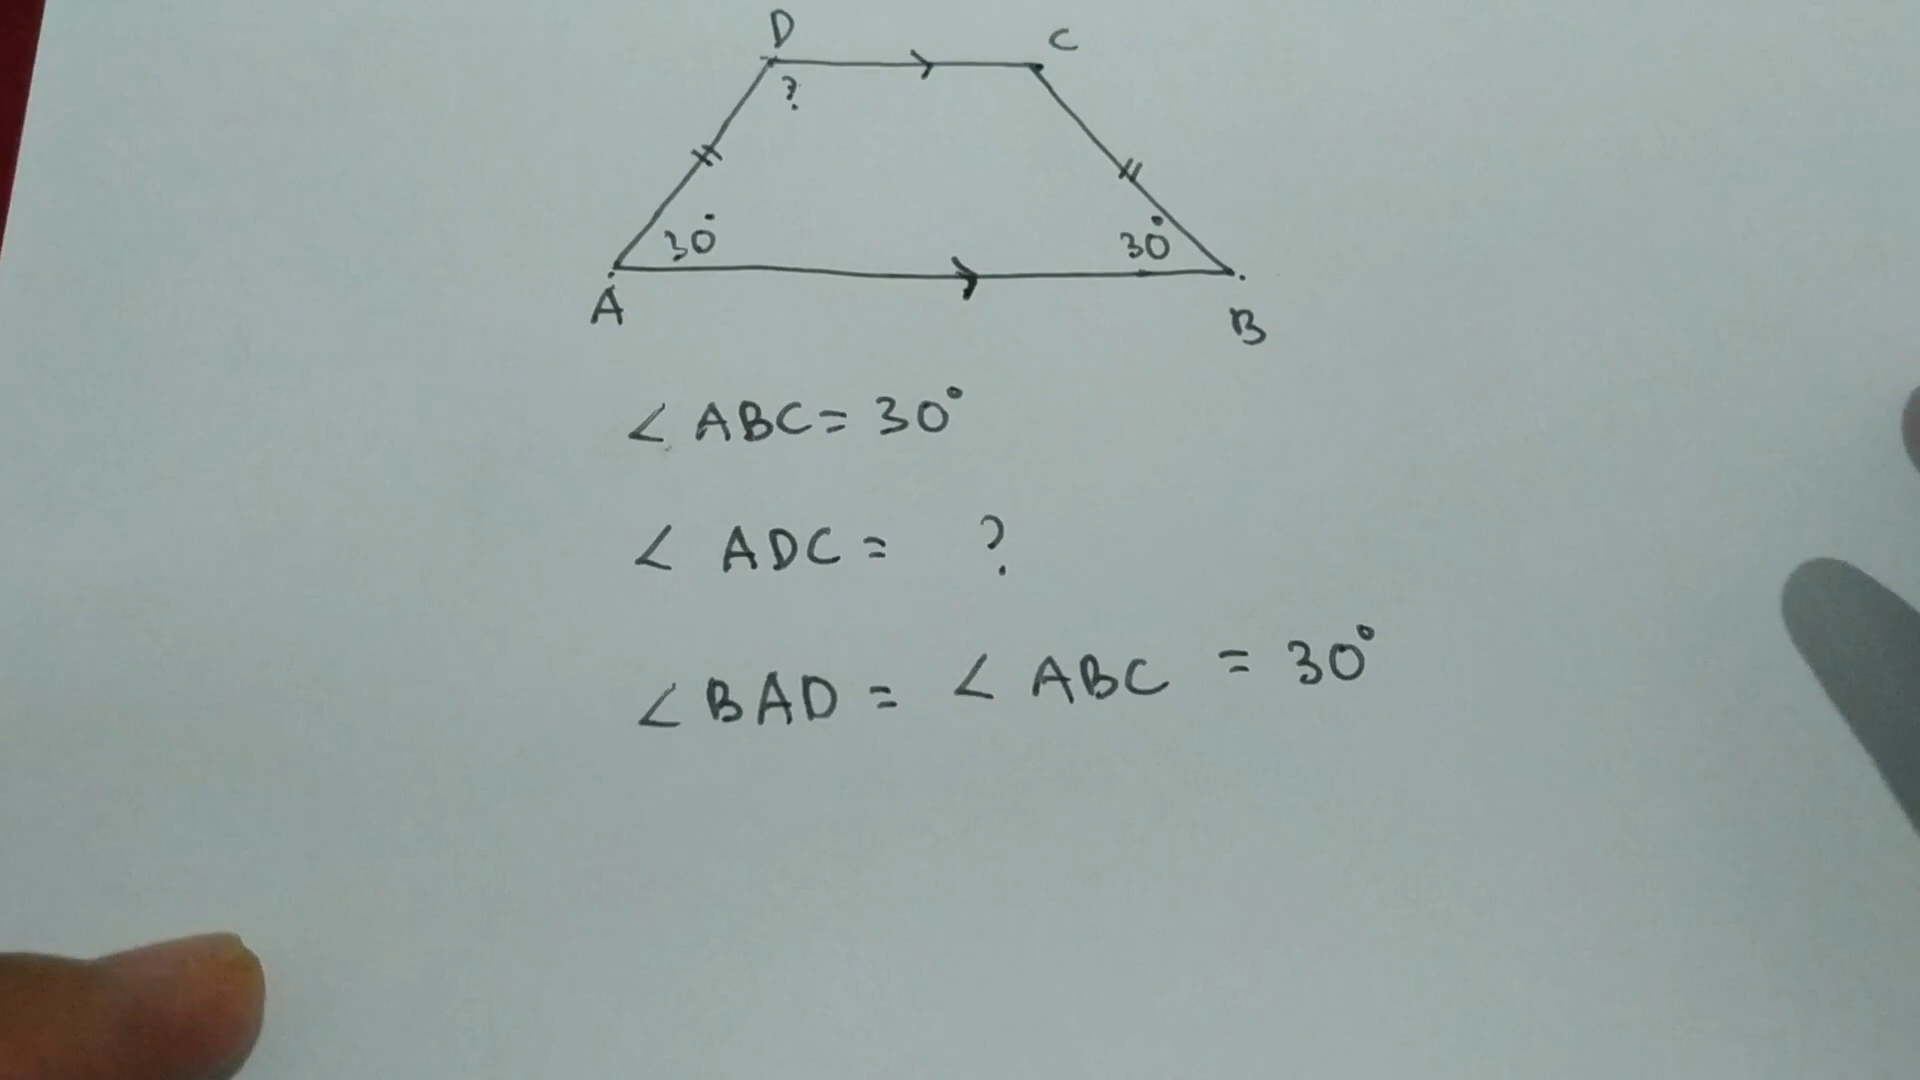 D C
?
30° 30°
A B
∠ ABC = 30°
∠ ADC = ?
∠ BAD = ∠ ABC = 30°